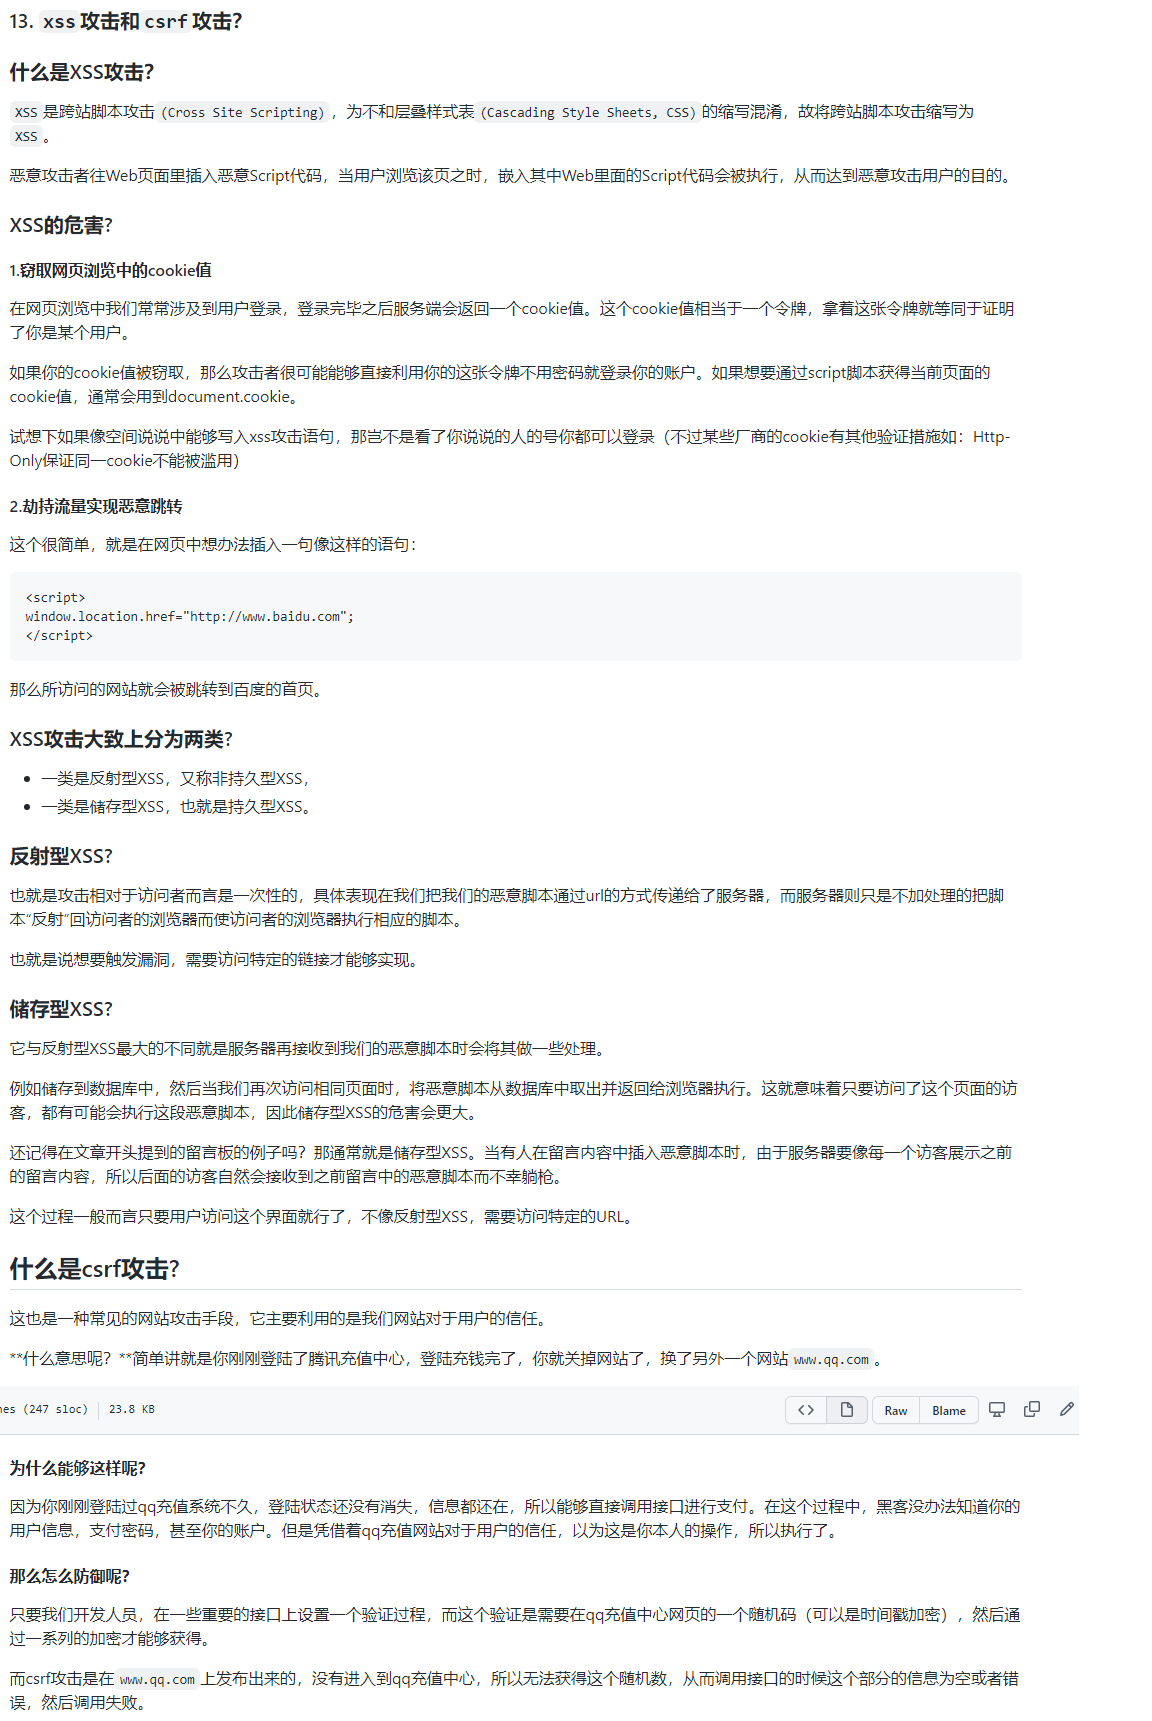 13. xss攻击和csrf攻击?
什么是XSS攻击?
XSS是跨站脚本攻击(Cross Site Scripting)，为不和层叠样式表(Cascading Style Sheets, CSS)的缩写混淆，故将跨站脚本攻击缩写为
XSS。
恶意攻击者往Web页面里插入恶意Script代码，当用户浏览该页之时，嵌入其中Web里面的Script代码会被执行，从而达到恶意攻击用户的目的。
XSS的危害?
1.窃取网页浏览中的cookie值
在网页浏览中我们常常涉及到用户登录，登录完毕之后服务端会返回一个cookie值。这个cookie值相当于一个令牌，拿着这张令牌就等同于证明
了你是某个用户。
如果你的cookie值被窃取，那么攻击者很可能能够直接利用你的这张令牌不用密码就登录你的账户。如果想要通过script脚本获得当前页面的
cookie值，通常会用到document.cookie。
试想下如果像空间说说中能够写入xss攻击语句，那岂不是看了你说说的人的号你都可以登录（不过某些厂商的cookie有其他验证措施如：Http-
Only保证同一cookie不能被滥用）
2.劫持流量实现恶意跳转
这个很简单，就是在网页中想办法插入一句像这样的语句：
<script>
window.location.href="http://www.baidu.com";
</script>
那么所访问的网站就会被跳转到百度的首页。
XSS攻击大致上分为两类?
• 一类是反射型XSS，又称非持久型XSS，
• 一类是储存型XSS，也就是持久型XSS。
反射型XSS?
也就是攻击相对于访问者而言是一次性的，具体表现在我们把我们的恶意脚本通过url的方式传递给了服务器，而服务器则只是不加处理的把脚
本“反射”回访问者的浏览器而使访问者的浏览器执行相应的脚本。
也就是说想要触发漏洞，需要访问特定的链接才能够实现。
储存型XSS?
它与反射型XSS最大的不同就是服务器再接收到我们的恶意脚本时会将其做一些处理。
例如储存到数据库中，然后当我们再次访问相同页面时，将恶意脚本从数据库中取出并返回给浏览器执行。这就意味着只要访问了这个页面的访
客，都有可能会执行这段恶意脚本，因此储存型XSS的危害会更大。
还记得在文章开头提到的留言板的例子吗？那通常就是储存型XSS。当有人在留言内容中插入恶意脚本时，由于服务器要像每一个访客展示之前
的留言内容，所以后面的访客自然会接收到之前留言中的恶意脚本而不幸躺枪。
这个过程一般而言只要用户访问这个界面就行了，不像反射型XSS，需要访问特定的URL。
什么是csrf攻击?
这也是一种常见的网站攻击手段，它主要利用的是我们网站对于用户的信任。
**什么意思呢？**简单讲就是你刚刚登陆了腾讯充值中心，登陆充钱完了，你就关掉网站了，换了另外一个网站www.qq.com。
nes (247 sloc) 23.8 KB <> Raw Blame
为什么能够这样呢?
因为你刚刚登陆过qq充值系统不久，登陆状态还没有消失，信息都还在，所以能够直接调用接口进行支付。在这个过程中，黑客没办法知道你的
用户信息，支付密码，甚至你的账户。但是凭借着qq充值网站对于用户的信任，以为这是你本人的操作，所以执行了。
那么怎么防御呢?
只要我们开发人员，在一些重要的接口上设置一个验证过程，而这个验证是需要在qq充值中心网页的一个随机码（可以是时间戳加密），然后通
过一系列的加密才能够获得。
而csrf攻击是在www.qq.com上发布出来的，没有进入到qq充值中心，所以无法获得这个随机数，从而调用接口的时候这个部分的信息为空或者错
误，然后调用失败。